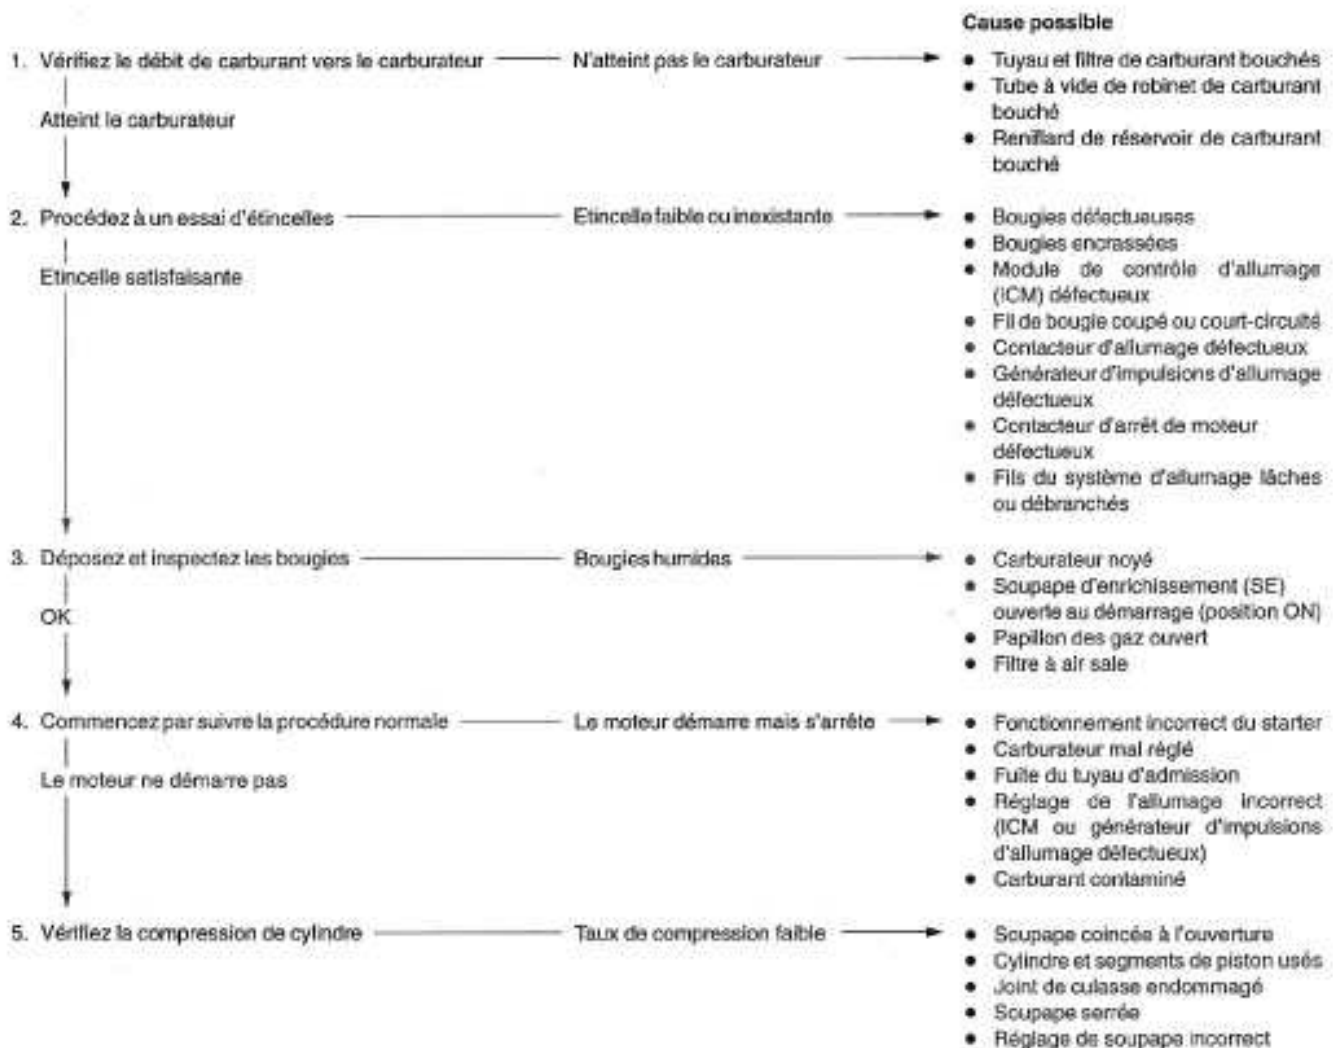 Cause possible
1. Vérifiez le débit de carburant vers le carburateur N'atteint pas le carburateur
• Tuyau et filtre de carburant bouchés
• Tube à vide de robinet de carburant
bouché
• Reniflard de réservoir de carburant
bouché
Atteint le carburateur
2. Procédez à un essai d'étincelles Etincelle faible ou inexistante
• Bougies défectueuses
• Bougies encrassées
• Module de contrôle d'allumage
(ICM) défectueux
• Fil de bougie coupé ou court-circuité
• Contacteur d'allumage défectueux
• Générateur d'impulsions d'allumage
défectueux
• Contacteur d'arrêt de moteur
défectueux
• Fils du système d'allumage lâches
ou débranchés
Etincelle satisfaisante
3. Déposez et inspectez les bougies Bougies humides
• Carburateur noyé
• Soupape d'enrichissement (SE)
ouverte au démarrage (position ON)
• Papillon des gaz ouvert
• Filtre à air sale
OK
4. Commencez par suivre la procédure normale Le moteur démarre mais s'arrête
• Fonctionnement incorrect du starter
• Carburateur mal réglé
• Fuite du tuyau d'admission
• Réglage de l'allumage incorrect
(ICM ou générateur d'impulsions
d'allumage défectueux)
• Carburant contaminé
Le moteur ne démarre pas
5. Vérifiez la compression de cylindre Taux de compression faible
• Soupape coincée à l'ouverture
• Cylindre et segments de piston usés
• Joint de culasse endommagé
• Soupape serrée
• Réglage de soupape incorrect